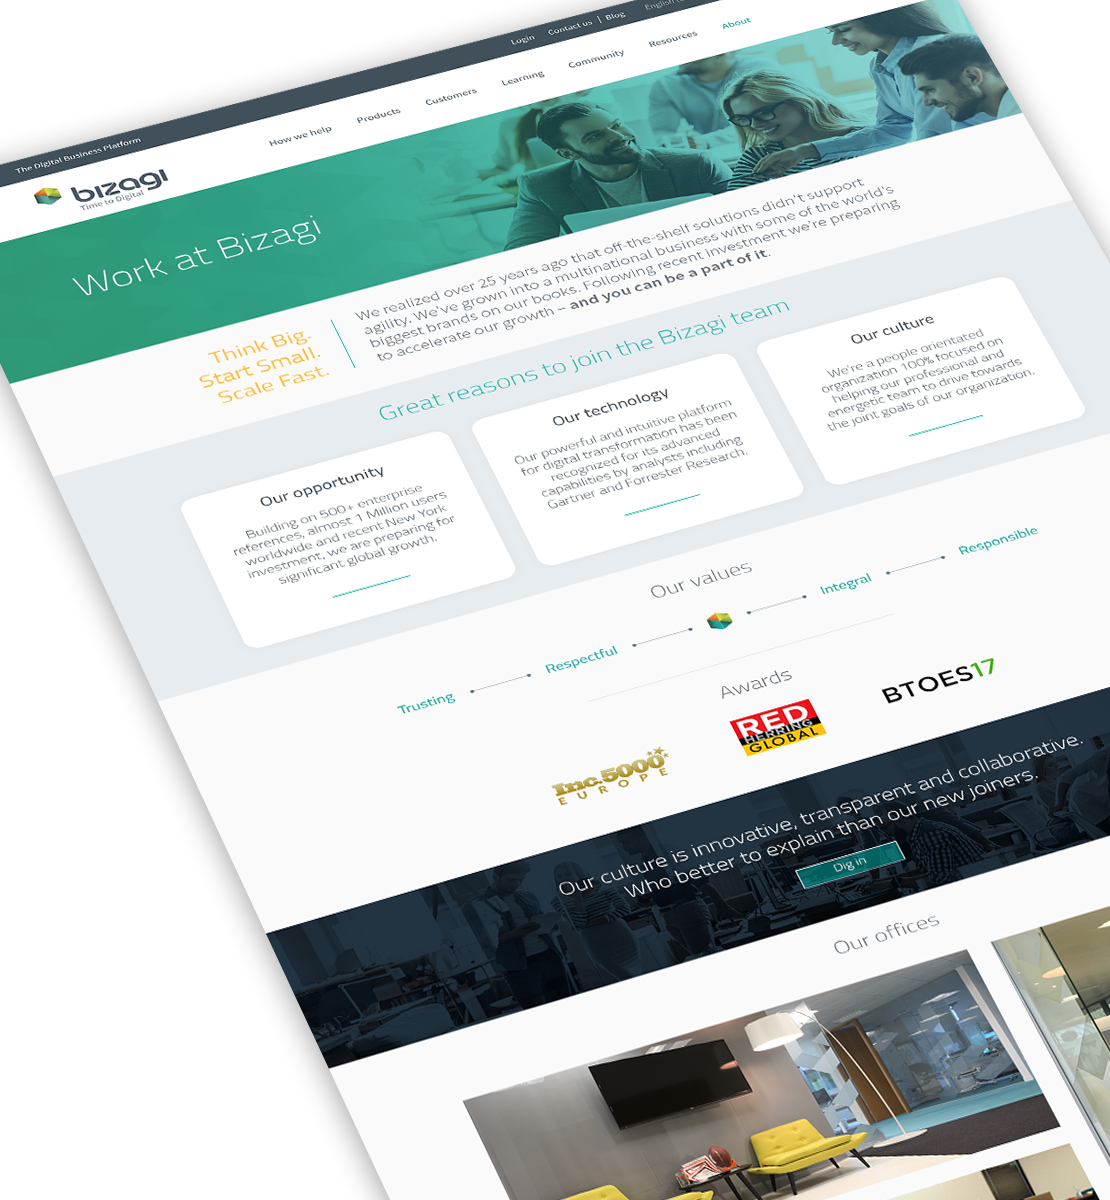 The Digital Business Platform
Login Contact us | Blog English
bizagi
Time to Digital
How we help Products Customers Learning Community Resources About
Work at Bizagi
Think Big.
Start Small.
Scale Fast.
We realized over 25 years ago that off-the-shelf solutions didn't support
agility. We've grown into a multinational business with some of the world's
biggest brands on our books. Following recent investment we're preparing
to accelerate our growth – and you can be a part of it.
Great reasons to join the Bizagi team
Our opportunity
Building on 500+ enterprise
references, almost 1 Million users
worldwide and recent New York
investment, we are preparing for
significant global growth.
Our technology
Our powerful and intuitive platform
for digital transformation has been
recognized for its advanced
capabilities by analysts including
Gartner and Forrester Research.
Our culture
We're a people orientated
organization 100% focused on
helping our professional and
energetic team to drive towards
the joint goals of our organization.
Our values
Trusting Respectful Integral Responsible
Awards
Inc.5000
EUROPE
RED
HERRING
GLOBAL
BTOES17
Our culture is innovative, transparent and collaborative.
Who better to explain than our new joiners.
Dig in
Our offices